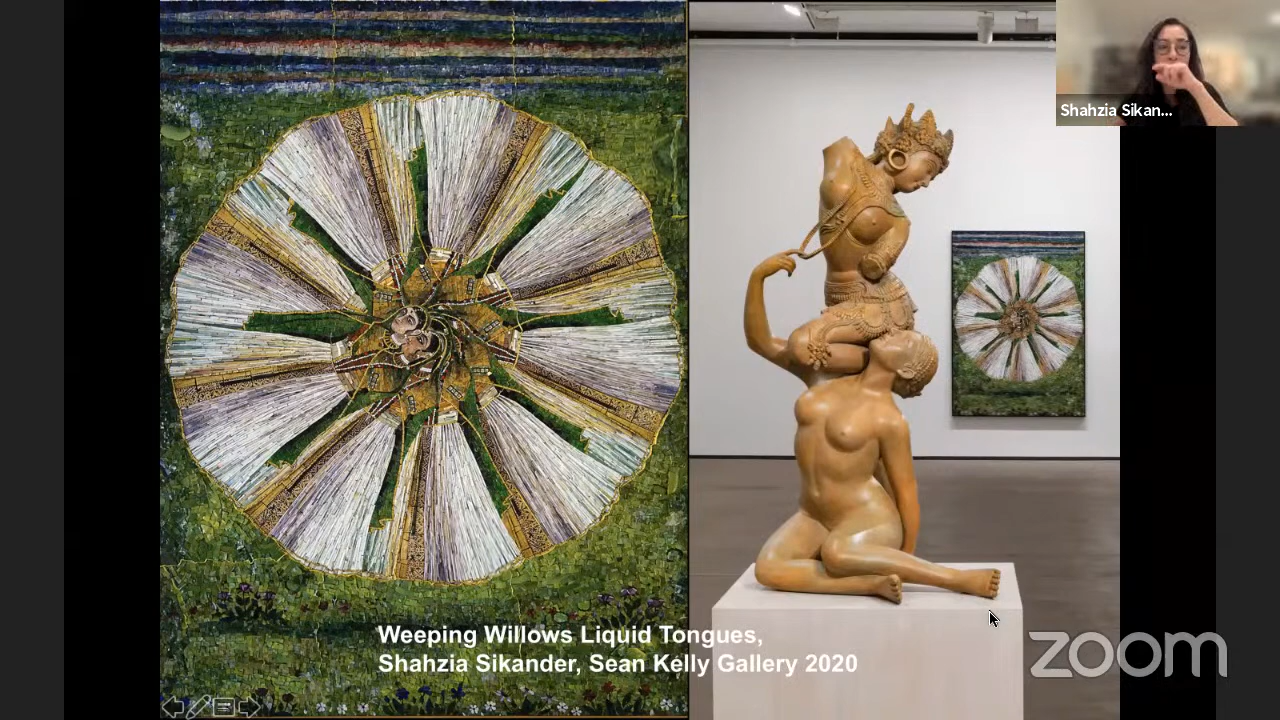 Shahzia Sikan...
Weeping Willows Liquid Tongues,
Shahzia Sikander, Sean Kelly Gallery 2020
zoom